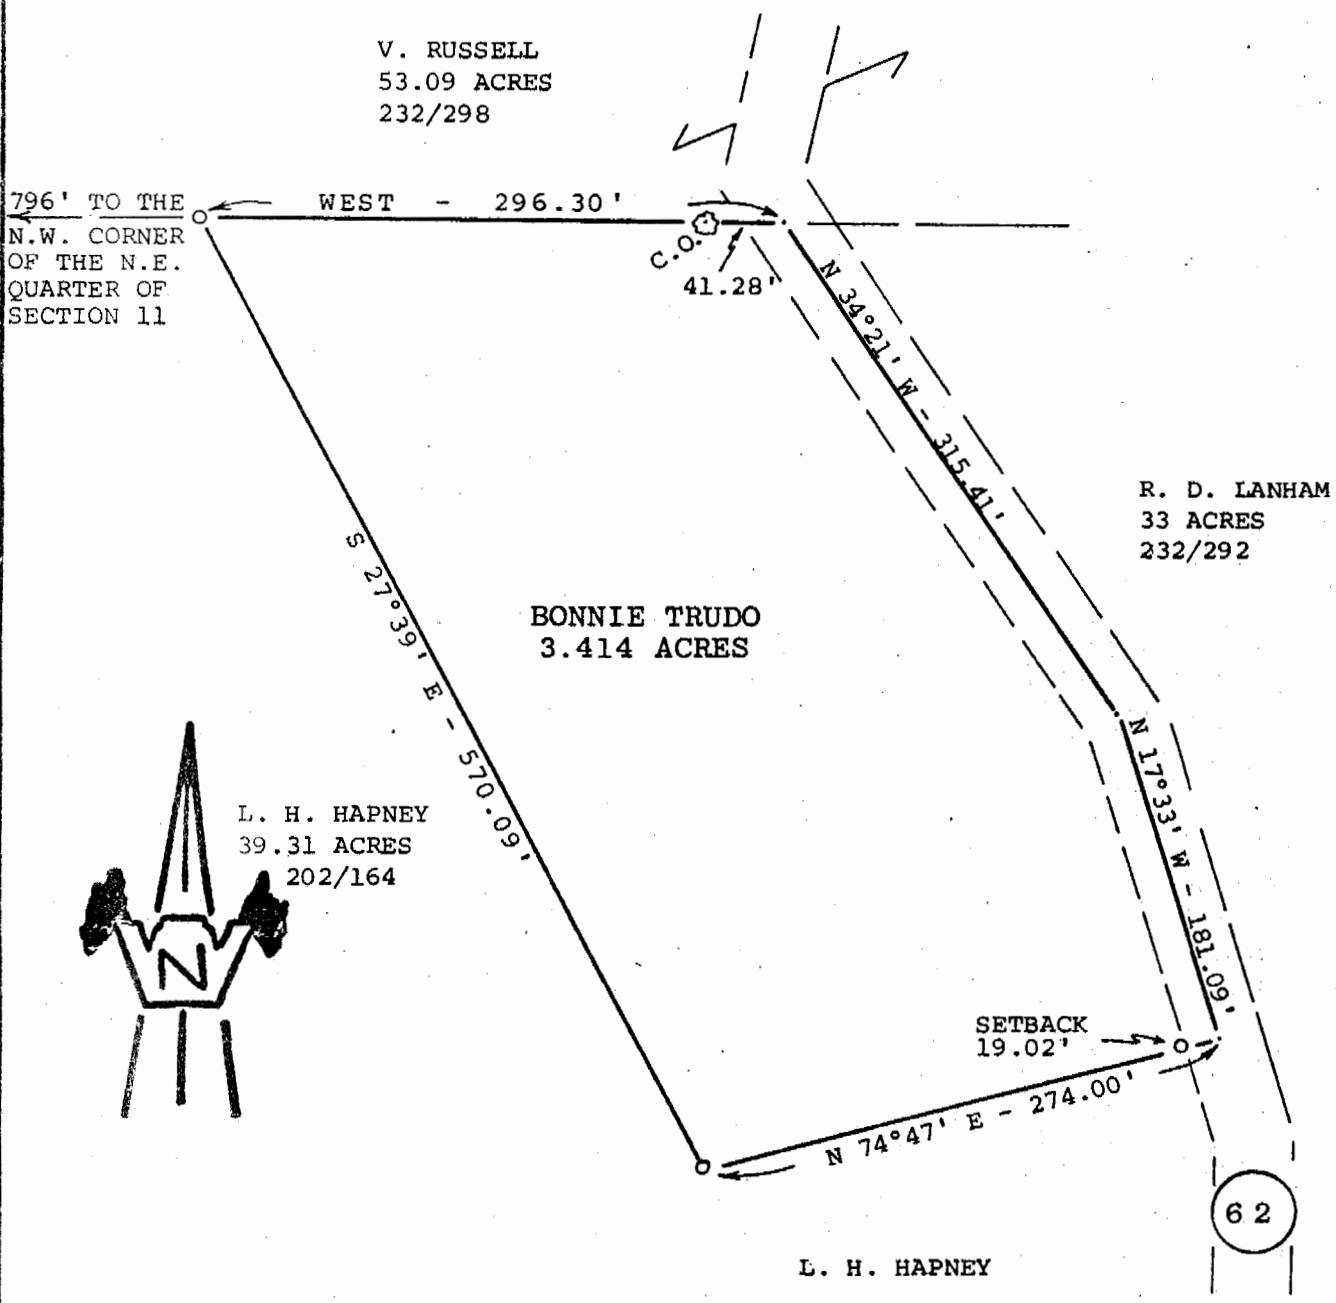 V. RUSSELL
53.09 ACRES
232/298
796' TO THE
N.W. CORNER
OF THE N.E.
QUARTER OF
SECTION 11
WEST - 296.30'
C.O.
41.28'
N 34°21' W - 315.41'
R. D. LANHAM
33 ACRES
232/292
S 27°39' E - 570.09'
BONNIE TRUDO
3.414 ACRES
N 17°33' W - 181.09'
L. H. HAPNEY
39.31 ACRES
202/164
N
SETBACK
19.02'
N 74°47' E - 274.00'
62
L. H. HAPNEY